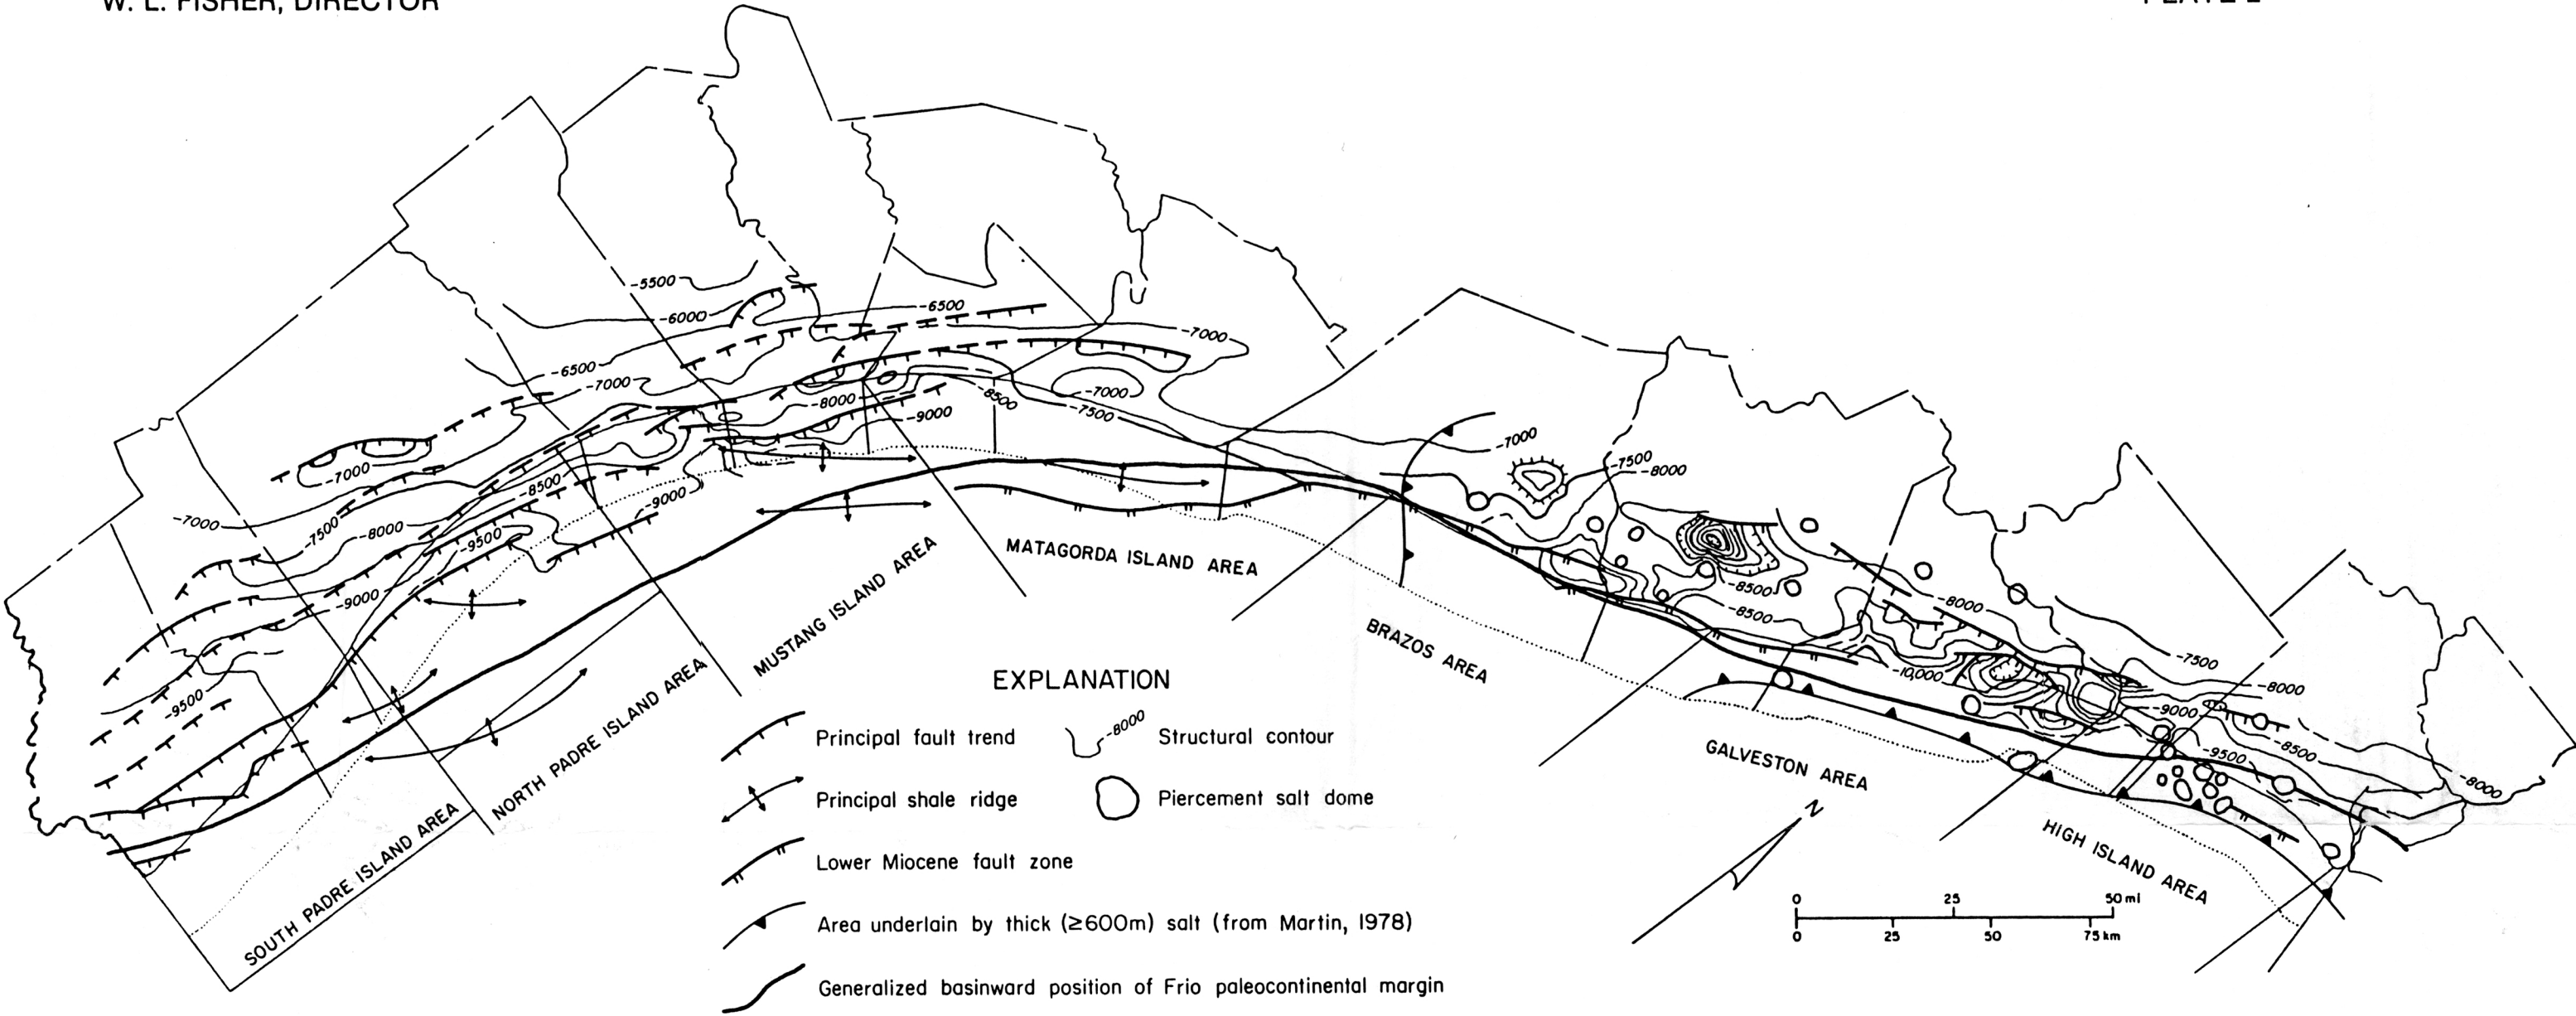 W. L. FISHER, DIRECTOR
-5500
-6000
-6500
-6500
-7000
-7000
-7000
-8000
-9000
-8500
-7500
-7000
-7000
-7500
-8000
-8500
-9000
-9500
-7000
-7500
-8000
-9000
-9500
-7000
-7500
-8000
-8500
-8500
-8000
-10,000
-7500
-8000
-9000
-8500
-9500
-8000
SOUTH PADRE ISLAND AREA
NORTH PADRE ISLAND AREA
MUSTANG ISLAND AREA
MATAGORDA ISLAND AREA
BRAZOS AREA
GALVESTON AREA
HIGH ISLAND AREA
EXPLANATION
Principal fault trend
-8000 Structural contour
Principal shale ridge
Piercement salt dome
Lower Miocene fault zone
Area underlain by thick (≥600m) salt (from Martin, 1978)
Generalized basinward position of Frio paleocontinental margin
N
0 25 50 mi
0 25 50 75 km